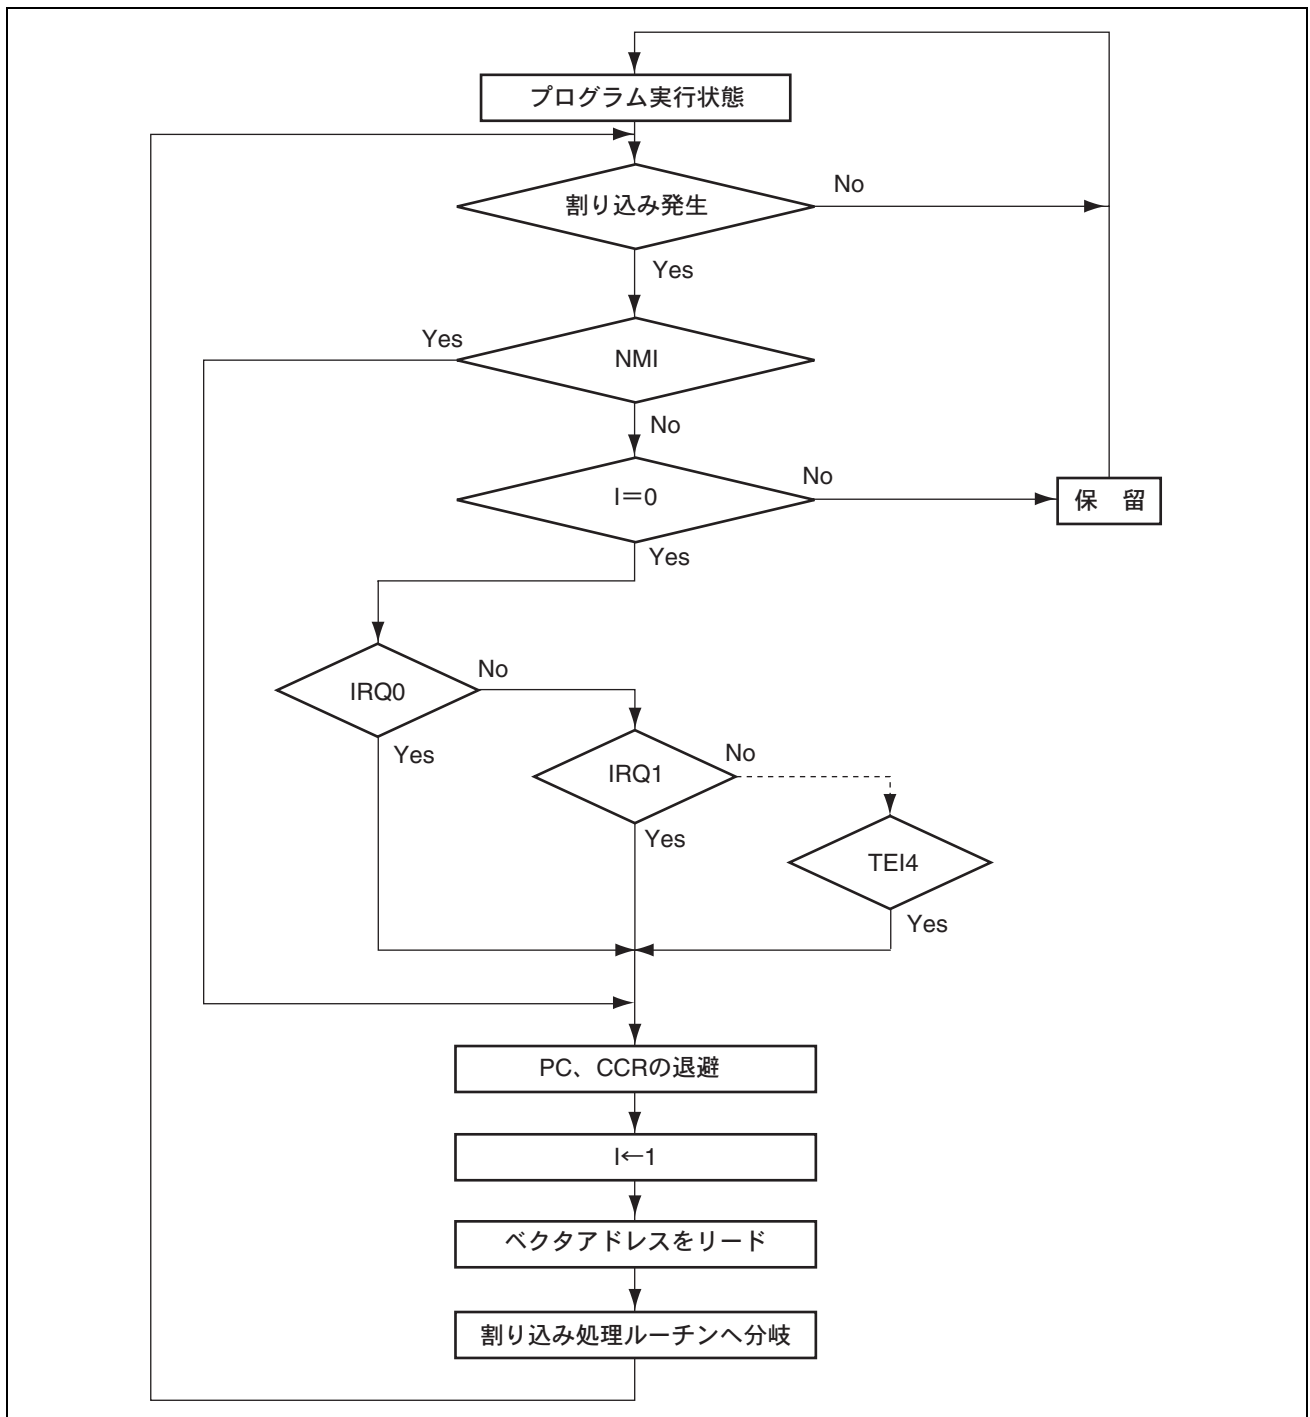 プログラム実行状態
割り込み発生
No
Yes
Yes
NMI
No
I=0
No
保　留
Yes
IRQ0
No
Yes
IRQ1
No
Yes
TEI4
Yes
PC、CCRの退避
I←1
ベクタアドレスをリード
割り込み処理ルーチンへ分岐